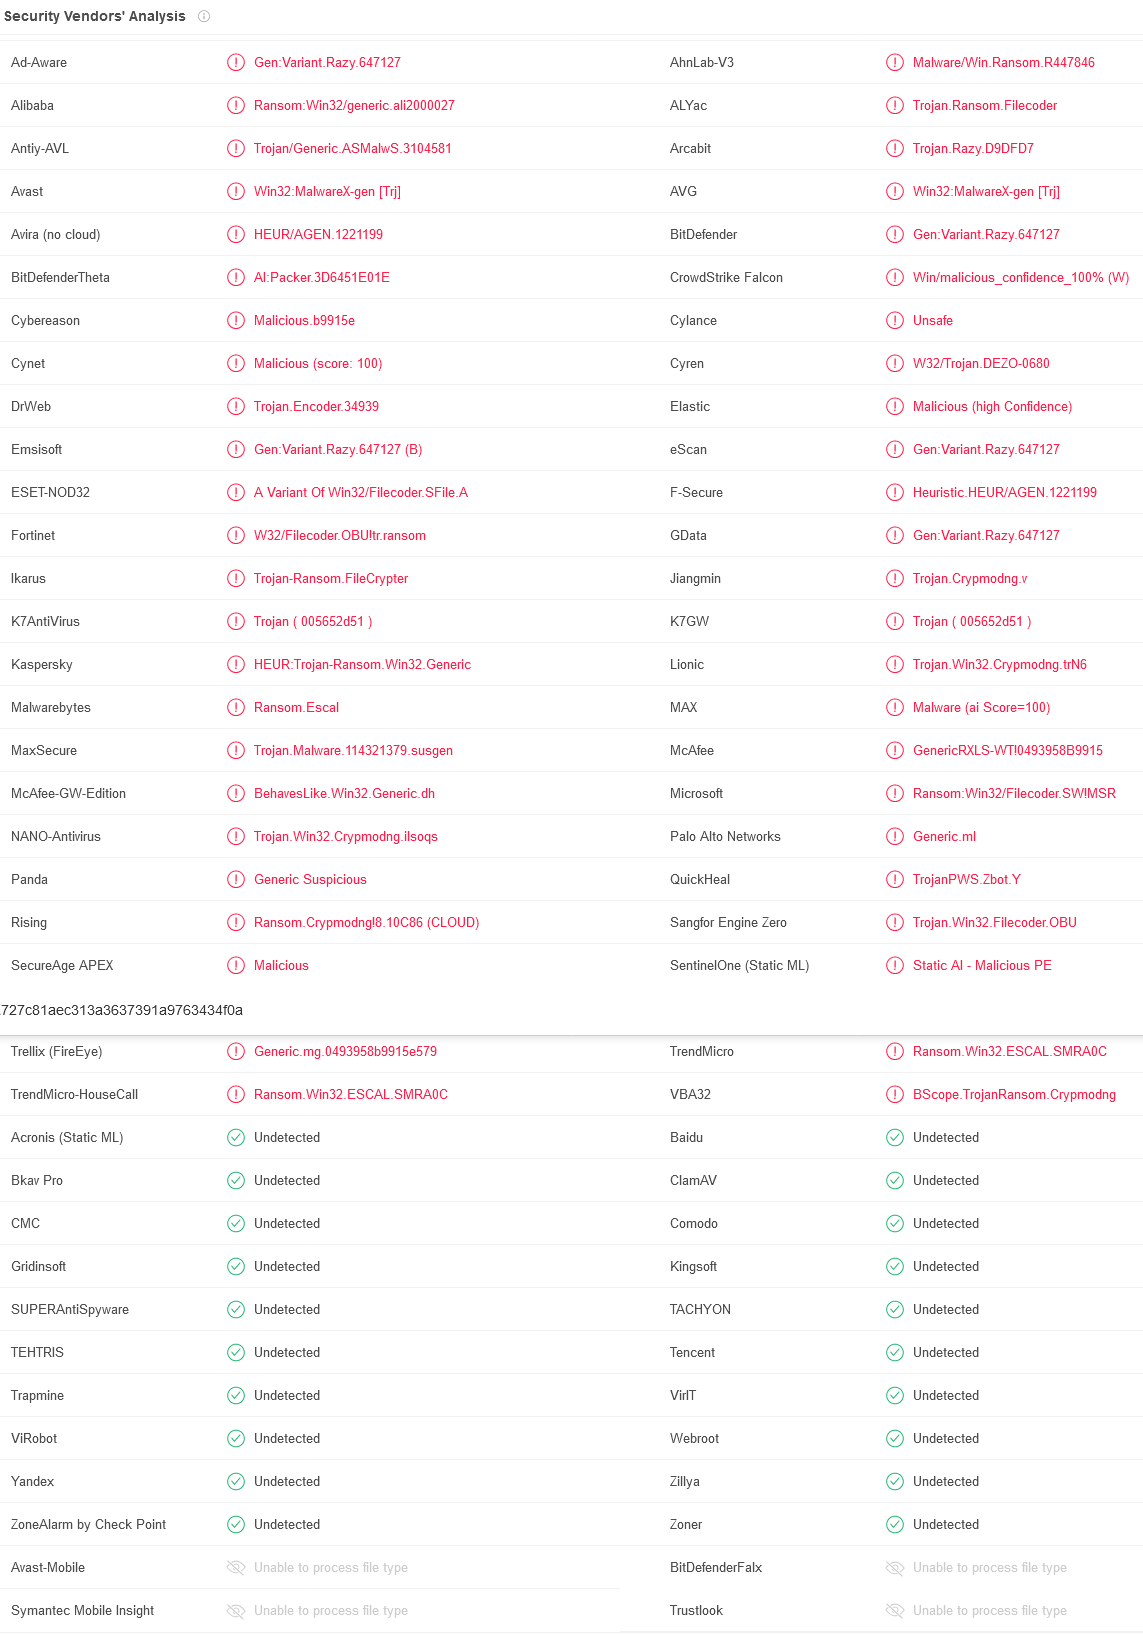 Security Vendors' Analysis
Ad-Aware Gen:Variant.Razy.647127 AhnLab-V3 Malware/Win.Ransom.R447846
Alibaba Ransom:Win32/generic.ali2000027 ALYac Trojan.Ransom.Filecoder
Antiy-AVL Trojan/Generic.ASMalwS.3104581 Arcabit Trojan.Razy.D9DFD7
Avast Win32:MalwareX-gen [Trj] AVG Win32:MalwareX-gen [Trj]
Avira (no cloud) HEUR/AGEN.1221199 BitDefender Gen:Variant.Razy.647127
BitDefenderTheta AI:Packer.3D6451E01E CrowdStrike Falcon Win/malicious_confidence_100% (W)
Cybereason Malicious.b9915e Cylance Unsafe
Cynet Malicious (score: 100) Cyren W32/Trojan.DEZO-0680
DrWeb Trojan.Encoder.34939 Elastic Malicious (high Confidence)
Emsisoft Gen:Variant.Razy.647127 (B) eScan Gen:Variant.Razy.647127
ESET-NOD32 A Variant Of Win32/Filecoder.SFile.A F-Secure Heuristic.HEUR/AGEN.1221199
Fortinet W32/Filecoder.OBU!tr.ransom GData Gen:Variant.Razy.647127
Ikarus Trojan-Ransom.FileCrypter Jiangmin Trojan.Crypmodng.v
K7AntiVirus Trojan ( 005652d51 ) K7GW Trojan ( 005652d51 )
Kaspersky HEUR:Trojan-Ransom.Win32.Generic Lionic Trojan.Win32.Crypmodng.trN6
Malwarebytes Ransom.Escal MAX Malware (ai Score=100)
MaxSecure Trojan.Malware.114321379.susgen McAfee GenericRXLS-WT!0493958B9915
McAfee-GW-Edition BehavesLike.Win32.Generic.dh Microsoft Ransom:Win32/Filecoder.SW!MSR
NANO-Antivirus Trojan.Win32.Crypmodng.ilsoqs Palo Alto Networks Generic.ml
Panda Generic Suspicious QuickHeal TrojanPWS.Zbot.Y
Rising Ransom.Crypmodng!8.10C86 (CLOUD) Sangfor Engine Zero Trojan.Win32.Filecoder.OBU
SecureAge APEX Malicious SentinelOne (Static ML) Static AI - Malicious PE
727c81aec313a3637391a9763434f0a
Trellix (FireEye) Generic.mg.0493958b9915e579 TrendMicro Ransom.Win32.ESCAL.SMRA0C
TrendMicro-HouseCall Ransom.Win32.ESCAL.SMRA0C VBA32 BScope.TrojanRansom.Crypmodng
Acronis (Static ML) Undetected Baidu Undetected
Bkav Pro Undetected ClamAV Undetected
CMC Undetected Comodo Undetected
Gridinsoft Undetected Kingsoft Undetected
SUPERAntiSpyware Undetected TACHYON Undetected
TEHTRIS Undetected Tencent Undetected
Trapmine Undetected VirIT Undetected
ViRobot Undetected Webroot Undetected
Yandex Undetected Zillya Undetected
ZoneAlarm by Check Point Undetected Zoner Undetected
Avast-Mobile Unable to process file type BitDefenderFalx Unable to process file type
Symantec Mobile Insight Unable to process file type Trustlook Unable to process file type